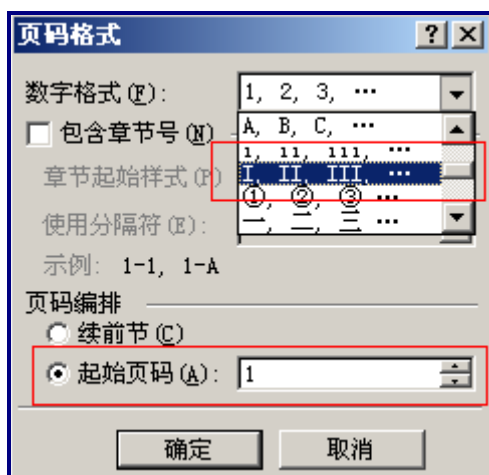 页码格式
数字格式(F): 1, 2, 3, …
包含章节号(N) A, B, C, …
i, ii, iii, …
章节起始样式(P) I, II, III, …
①, ②, ③ …
使用分隔符(E): 一, 二, 三 …
示例: 1-1, 1-A
页码编排
续前节(C)
起始页码(A): 1
确定 取消